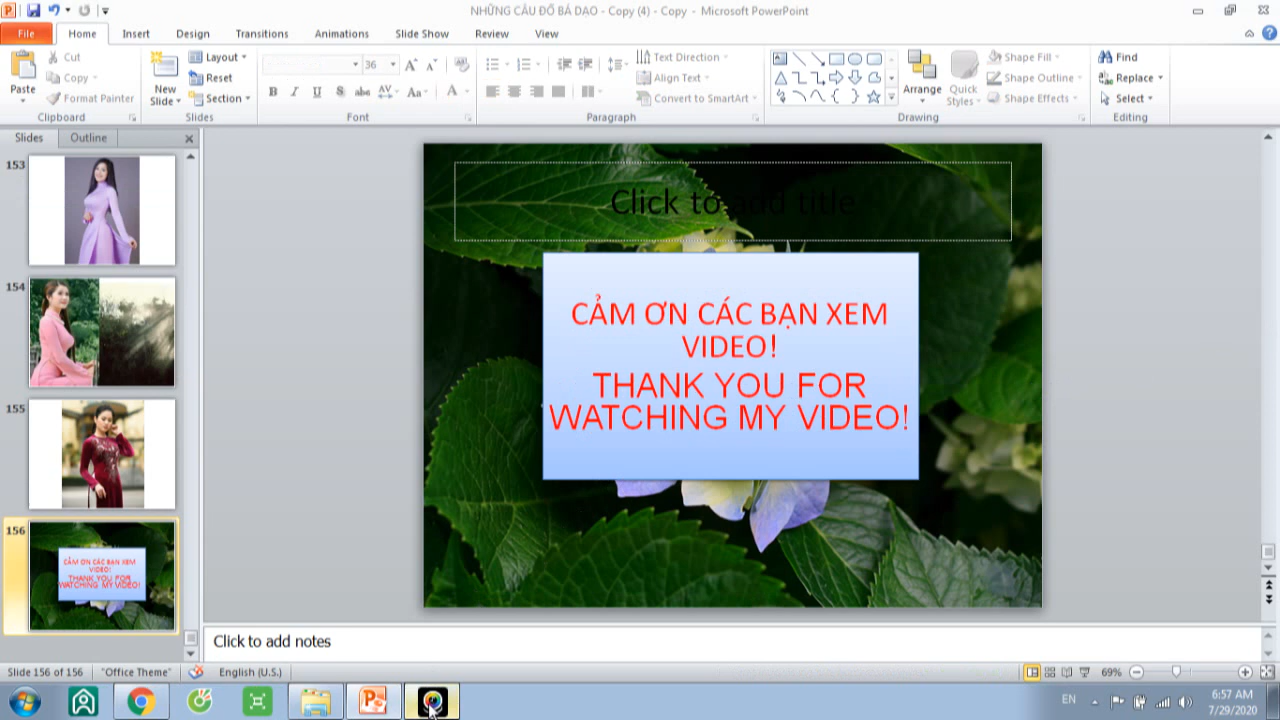 NHỮNG CÂU ĐỐ BÁ DẠO - Copy (4) - Copy - Microsoft PowerPoint
File Home Insert Design Transitions Animations Slide Show Review View
Paste
Cut
Copy
Format Painter
Clipboard
New Slide
Layout
Reset
Section
Slides
36
Font
Text Direction
Align Text
Convert to SmartArt
Paragraph
Arrange
Quick Styles
Shape Fill
Shape Outline
Shape Effects
Drawing
Find
Replace
Select
Editing
Slides Outline
153
154
155
156
CẢM ƠN CÁC BẠN XEM
VIDEO!
THANK YOU FOR
WATCHING MY VIDEO!
Click to add title
CẢM ƠN CÁC BẠN XEM
VIDEO!
THANK YOU FOR
WATCHING MY VIDEO!
Click to add notes
Slide 156 of 156 "Office Theme" English (U.S.) 69%
EN 6:57 AM
7/29/2020